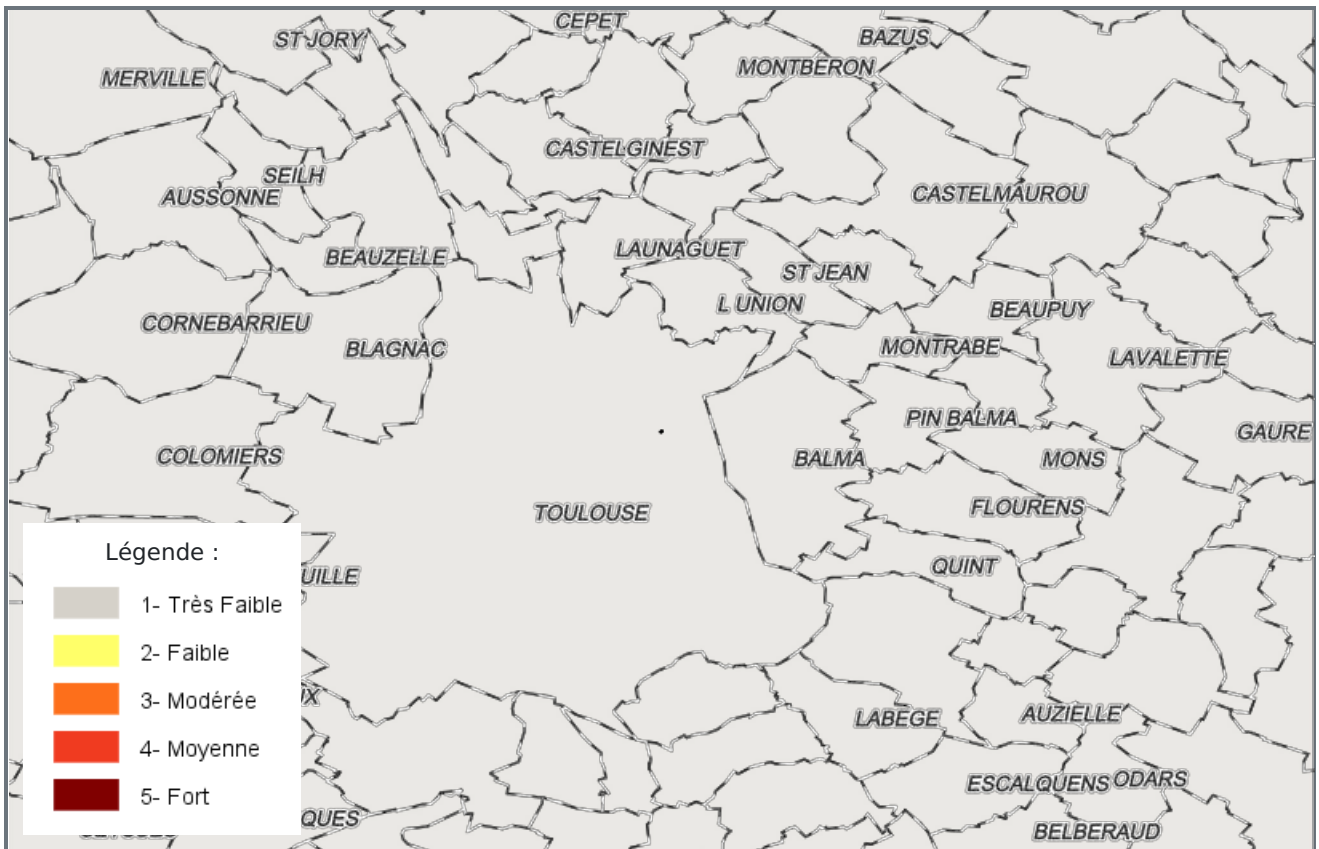 CEPET
ST JORY
BAZUS
MERVILLE
MONTBERON
CASTELGINEST
SEILH
AUSSONNE
CASTELMAUROU
BEAUZELLE
LAUNAGUET
ST JEAN
L UNION
BEAUPUY
CORNEBARRIEU
BLAGNAC
MONTRABE
LAVALETTE
PIN BALMA
GAURE
COLOMIERS
BALMA
MONS
TOULOUSE
FLOURENS
Légende :
QUINT
UILLE
1- Très Faible
2- Faible
3- Modérée
X
LABEGE
AUZIELLE
4- Moyenne
ESCALQUENS
ODARS
5- Fort
QUES
BELBERAUD